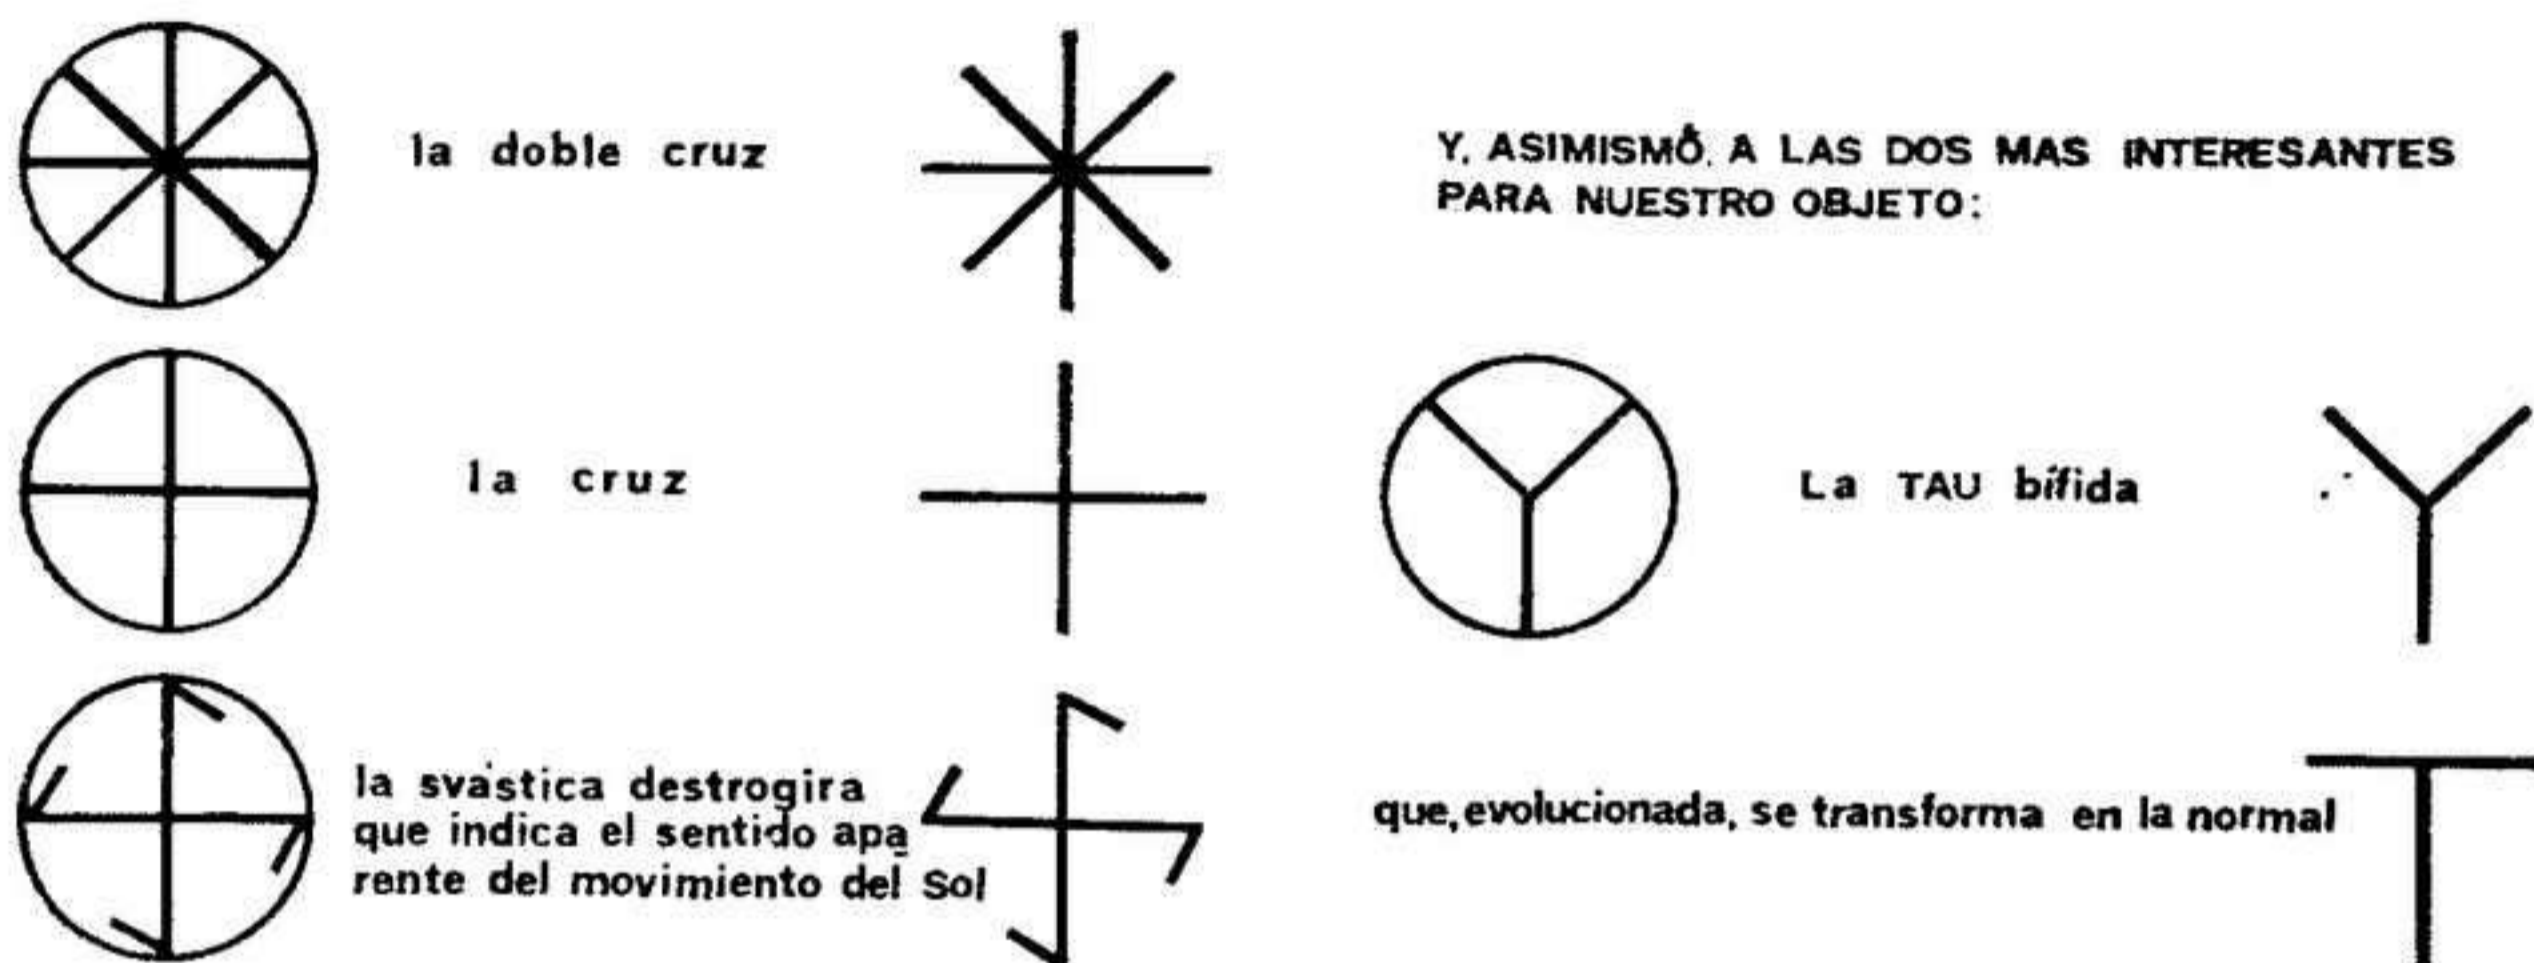 la doble cruz
la cruz
la svástica destrogira
que indica el sentido apa
rente del movimiento del Sol
Y, ASIMISMÓ, A LAS DOS MAS INTERESANTES
PARA NUESTRO OBJETO:
La TAU bífida
que, evolucionada, se transforma en la normal